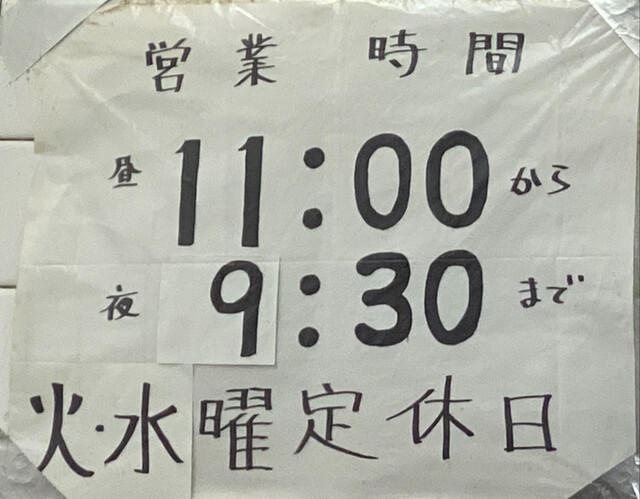 営業時間
昼 11:00 から
夜 9:30 まで
火・水曜定休日